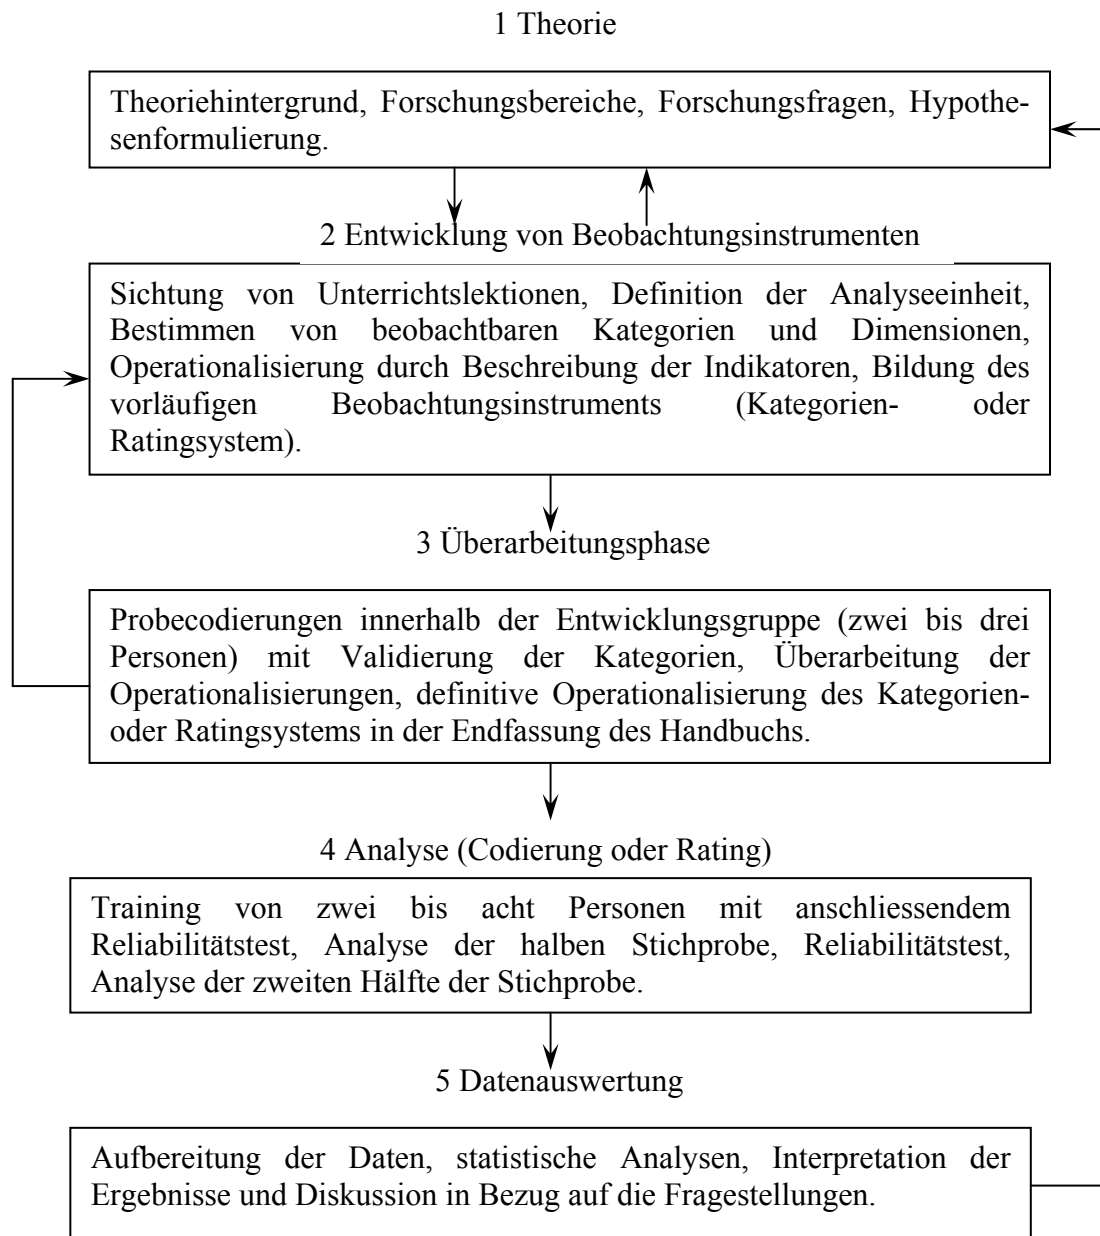 1 Theorie
Theoriehintergrund, Forschungsbereiche, Forschungsfragen, Hypothe-
senformulierung.
2 Entwicklung von Beobachtungsinstrumenten
Sichtung von Unterrichtslektionen, Definition der Analyseeinheit,
Bestimmen von beobachtbaren Kategorien und Dimensionen,
Operationalisierung durch Beschreibung der Indikatoren, Bildung des
vorläufigen Beobachtungsinstruments (Kategorien- oder
Ratingsystem).
3 Überarbeitungsphase
Probecodierungen innerhalb der Entwicklungsgruppe (zwei bis drei
Personen) mit Validierung der Kategorien, Überarbeitung der
Operationalisierungen, definitive Operationalisierung des Kategorien-
oder Ratingsystems in der Endfassung des Handbuchs.
4 Analyse (Codierung oder Rating)
Training von zwei bis acht Personen mit anschliessendem
Reliabilitätstest, Analyse der halben Stichprobe, Reliabilitätstest,
Analyse der zweiten Hälfte der Stichprobe.
5 Datenauswertung
Aufbereitung der Daten, statistische Analysen, Interpretation der
Ergebnisse und Diskussion in Bezug auf die Fragestellungen.